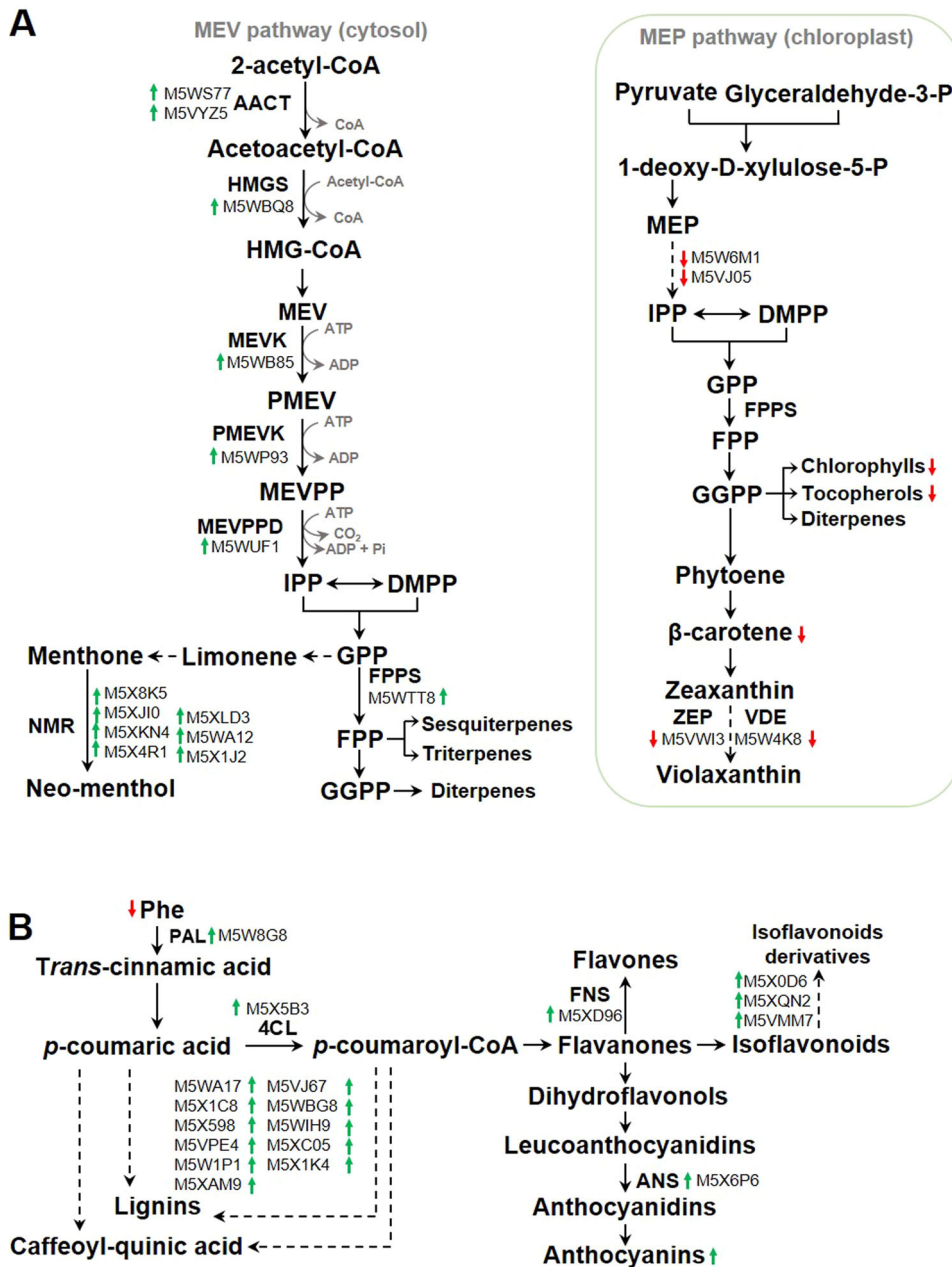 A
MEV pathway (cytosol)
2-acetyl-CoA
M5WS77
M5VYZ5
AACT
CoA
Acetoacetyl-CoA
HMGS
M5WBQ8
Acetyl-CoA
CoA
HMG-CoA
MEV
MEVK
M5WB85
ATP
ADP
PMEV
PMEVK
M5WP93
ATP
ADP
MEVPP
MEVPPD
M5WUF1
ATP
CO2
ADP + Pi
IPP
DMPP
Menthone
Limonene
GPP
FPPS
M5WTT8
NMR
M5X8K5
M5XJI0
M5XKN4
M5X4R1
M5XLD3
M5WA12
M5X1J2
Neo-menthol
FPP
Sesquiterpenes
Triterpenes
GGPP
Diterpenes
MEP pathway (chloroplast)
Pyruvate Glyceraldehyde-3-P
1-deoxy-D-xylulose-5-P
MEP
M5W6M1
M5VJ05
IPP
DMPP
GPP
FPPS
FPP
GGPP
Chlorophylls
Tocopherols
Diterpenes
Phytoene
β-carotene
Zeaxanthin
ZEP
VDE
M5VWI3
M5W4K8
Violaxanthin
B
Phe
PAL
M5W8G8
Trans-cinnamic acid
M5X5B3
4CL
p-coumaric acid
p-coumaroyl-CoA
M5WA17
M5X1C8
M5X598
M5VPE4
M5W1P1
M5XAM9
M5VJ67
M5WBG8
M5WIH9
M5XC05
M5X1K4
Lignins
Caffeoyl-quinic acid
Flavones
FNS
M5XD96
Flavanones
Isoflavonoids
derivatives
M5X0D6
M5XQN2
M5VMM7
Isoflavonoids
Dihydroflavonols
Leucoanthocyanidins
ANS
M5X6P6
Anthocyanidins
Anthocyanins